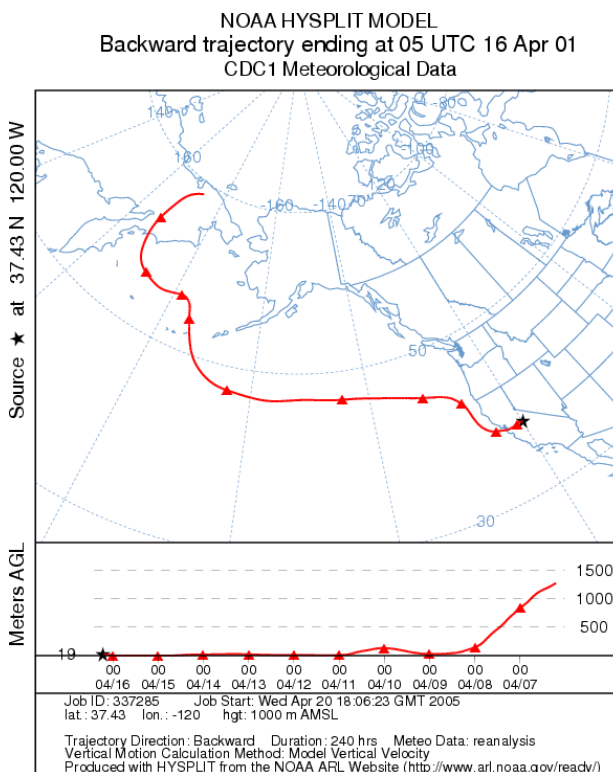 NOAA HYSPLIT MODEL
Backward trajectory ending at 05 UTC 16 Apr 01
CDC1 Meteorological Data
Source ★ at 37.43 N 120.00 W
140
160
-160
-140
70
-120
-100
-80
50
30
Meters AGL
1500
1000
500
19
00 00 00 00 00 00 00 00 00 00
04/16 04/15 04/14 04/13 04/12 04/11 04/10 04/09 04/08 04/07
Job ID: 337285 Job Start: Wed Apr 20 18:06:23 GMT 2005
lat.: 37.43 lon.: -120 hgt: 1000 m AMSL
Trajectory Direction: Backward Duration: 240 hrs Meteo Data: reanalysis
Vertical Motion Calculation Method: Model Vertical Velocity
Produced with HYSPLIT from the NOAA ARL Website (http://www.arl.noaa.gov/ready/)